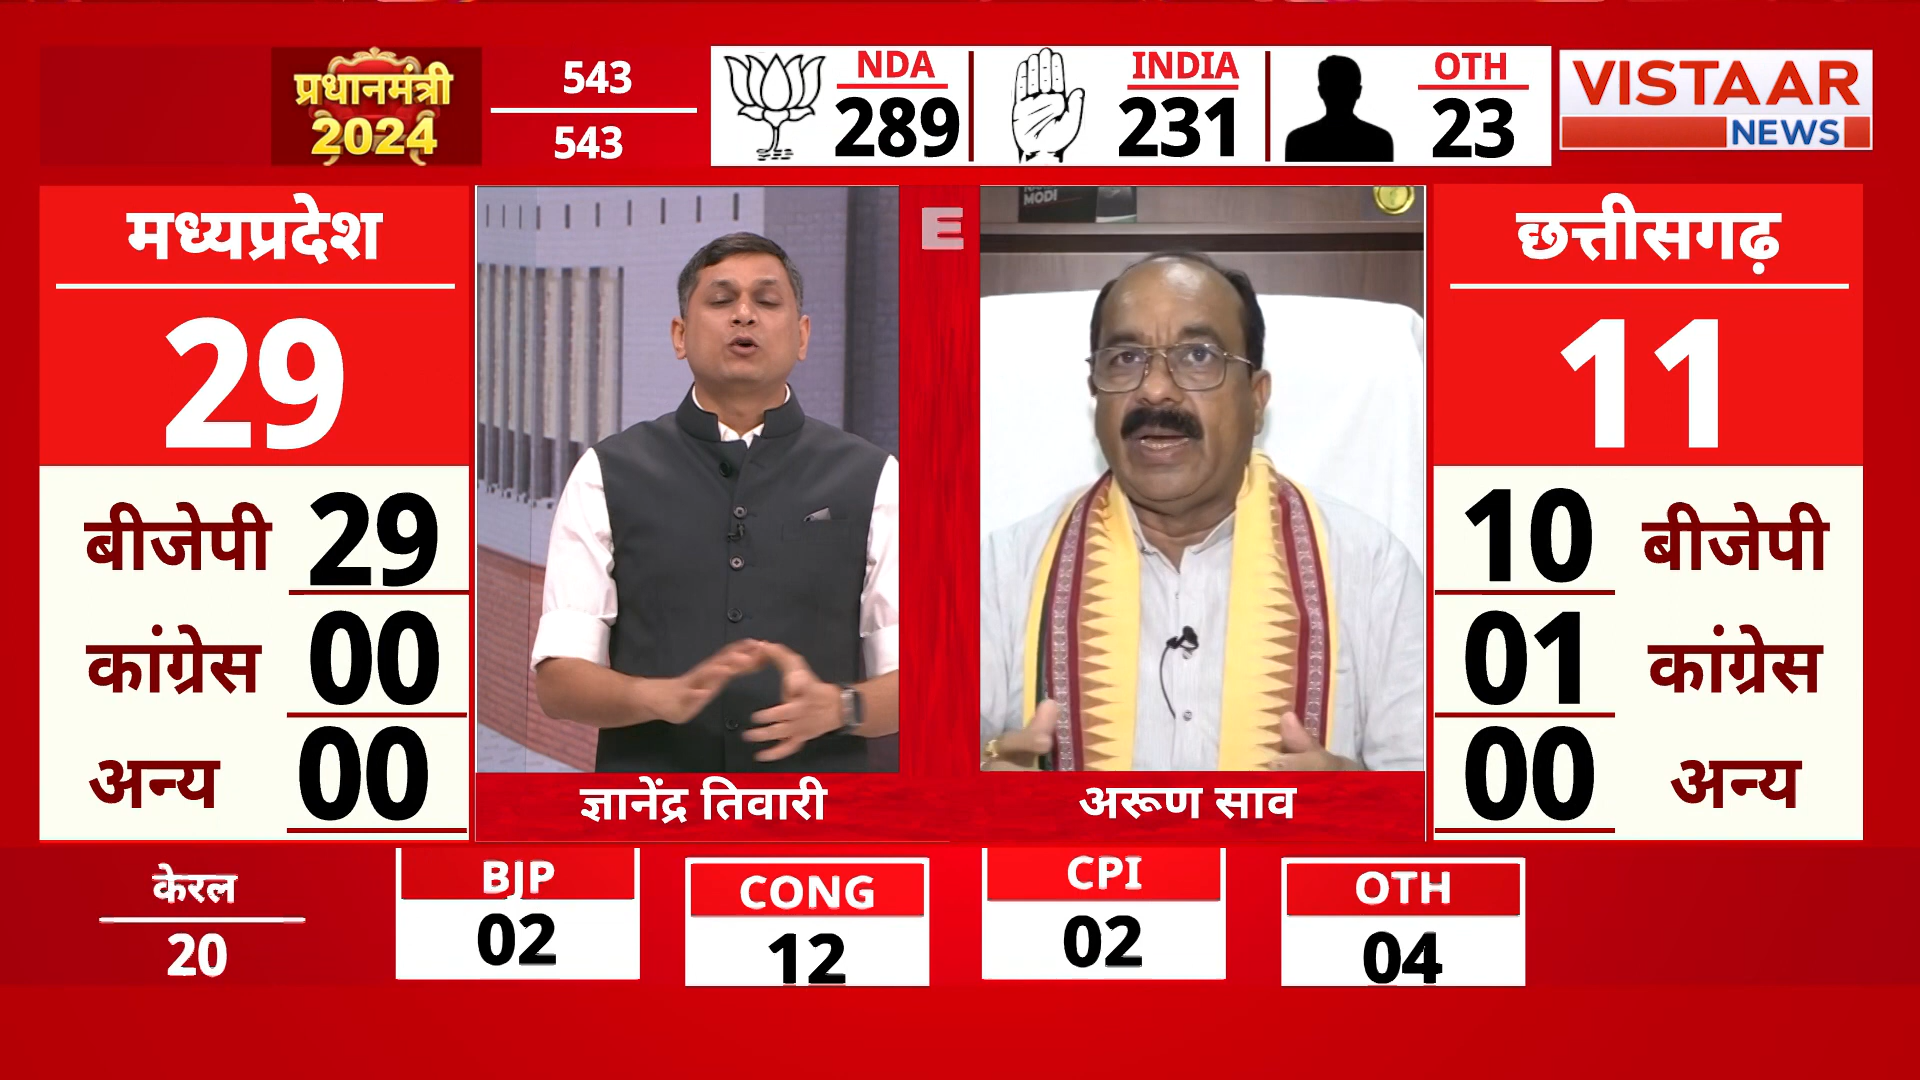 प्रधानमंत्री
2024
543
543
NDA
289
INDIA
231
OTH
23
VISTAAR
NEWS
मध्यप्रदेश
29
बीजेपी 29
कांग्रेस 00
अन्य 00
E
MODI
छत्तीसगढ़
11
10 बीजेपी
01 कांग्रेस
00 अन्य
ज्ञानेंद्र तिवारी
अरूण साव
केरल
20
BJP
02
CONG
12
CPI
02
OTH
04